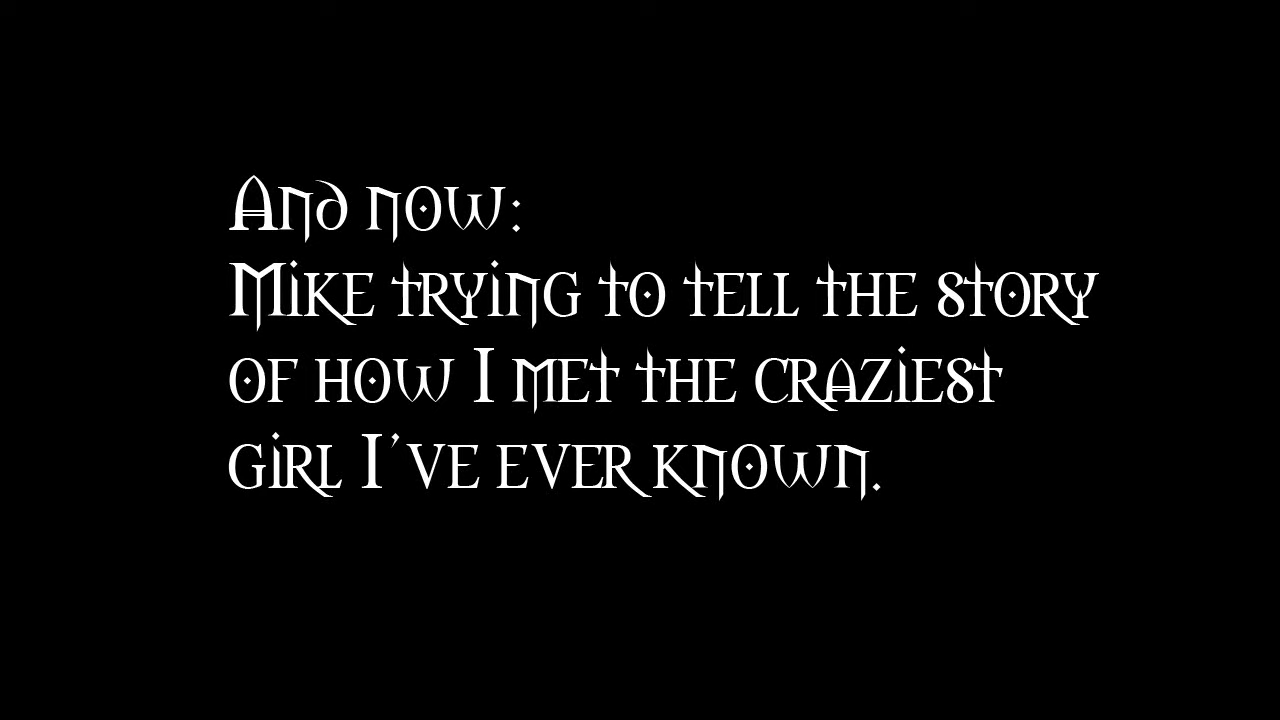 And now:
Mike trying to tell the story
of how I met the craziest
girl I've ever known.